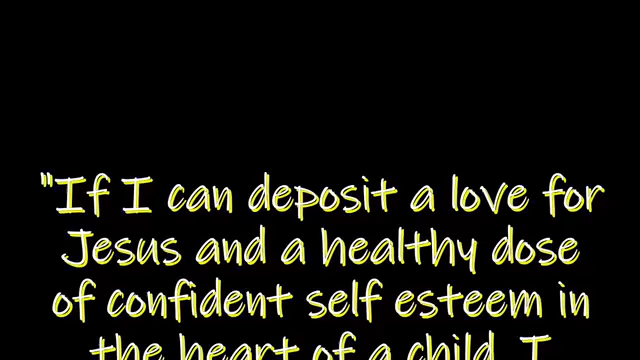 "If I can deposit a love for
Jesus and a healthy dose
of confident self esteem in
the heart of a child, I